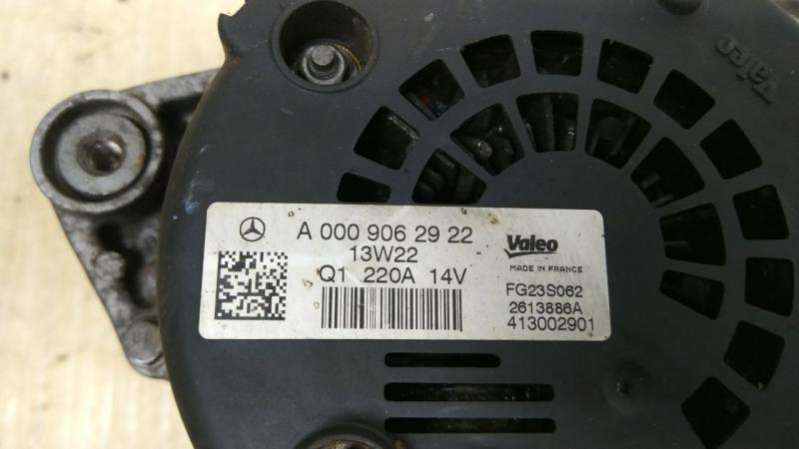 Valeo
A 000 906 29 22
13W22
Q1 220A 14V
Valeo
MADE IN FRANCE
FG23S062
2613886A
413002901